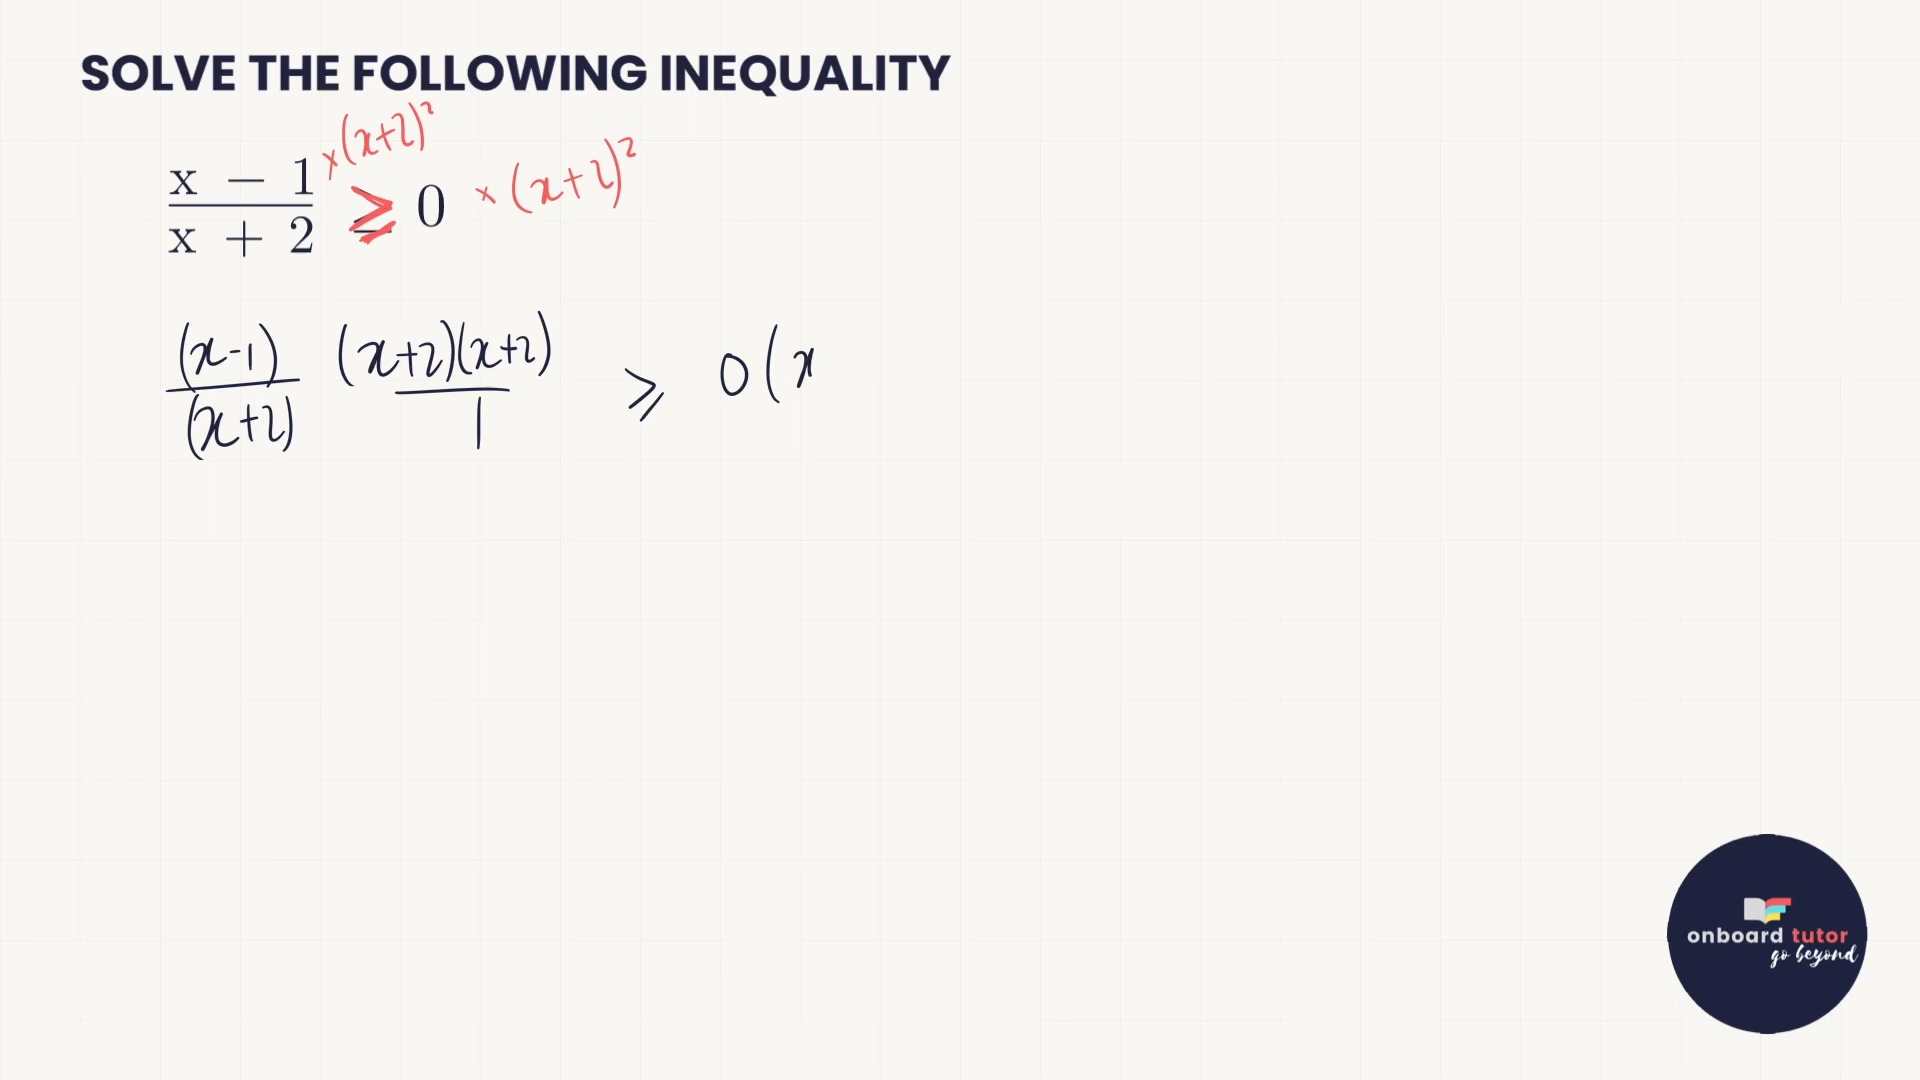 SOLVE THE FOLLOWING INEQUALITY
x − 1 ×(x+2)²
―――― ≥ 0 ×(x+2)²
x + 2
(x-1) (x+2)(x+2)
―――― ―――― ⩾ 0(x
(x+2) 1
onboard tutor
go beyond